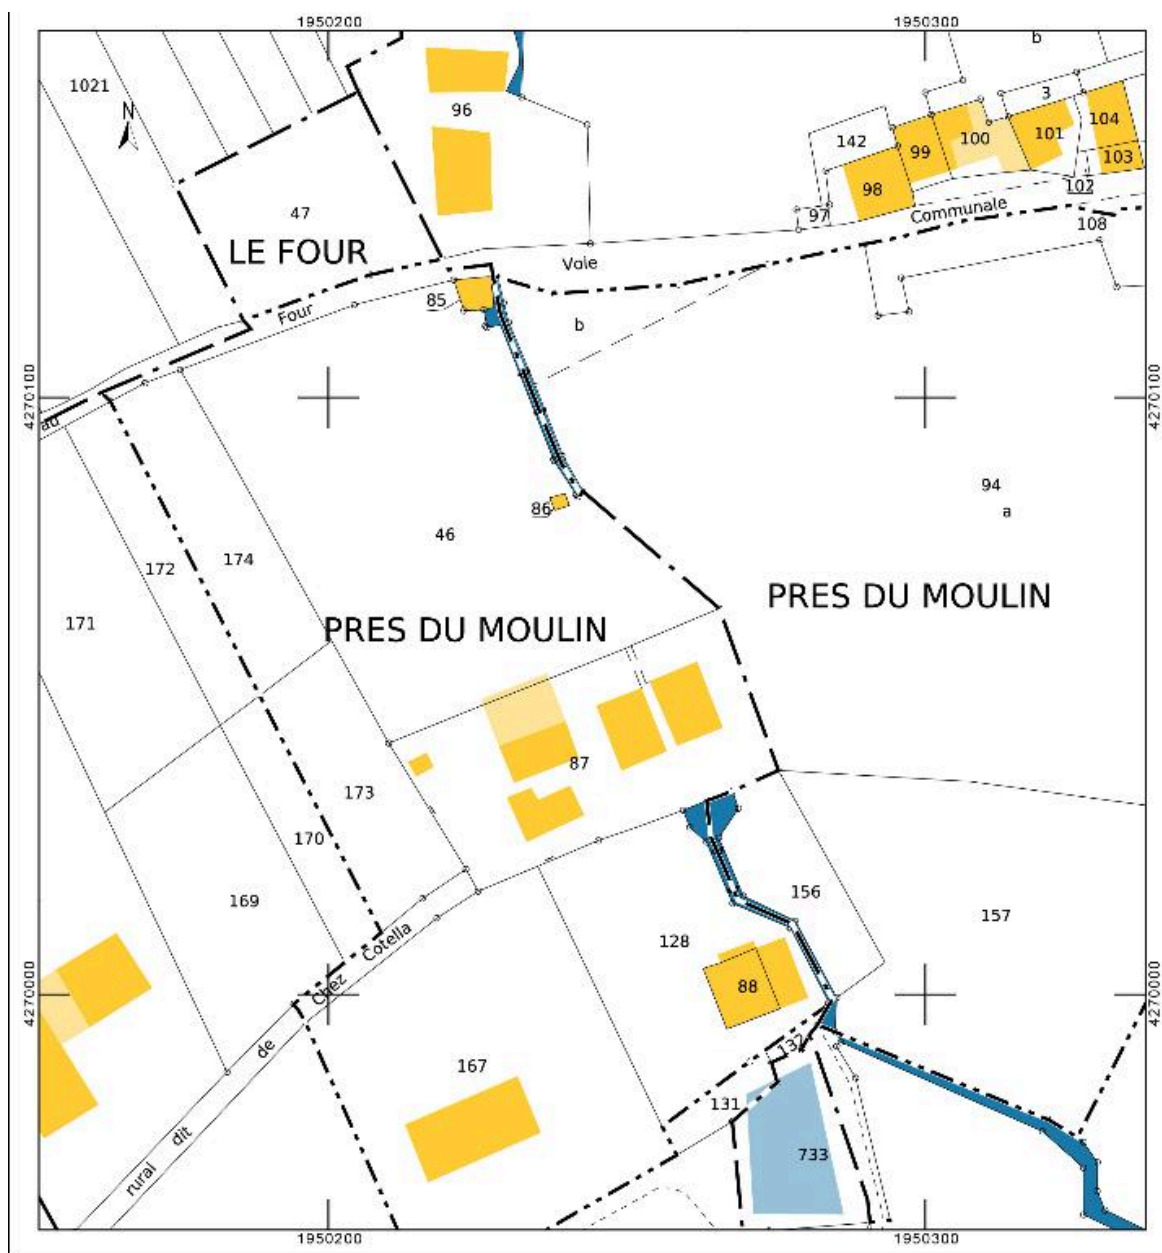 1950200
1950300
b
1021
N
96
3
104
142
100
101
99
103
98
102
47
97
Communale
108
LE FOUR
Voie
85
Four
b
4270100
4270100
au
94
86
a
46
172
174
PRES DU MOULIN
171
PRES DU MOULIN
87
173
170
156
169
157
128
Cotella
88
Chez
4270000
4270000
132
de
167
131
dit
733
rural
1950200
1950300